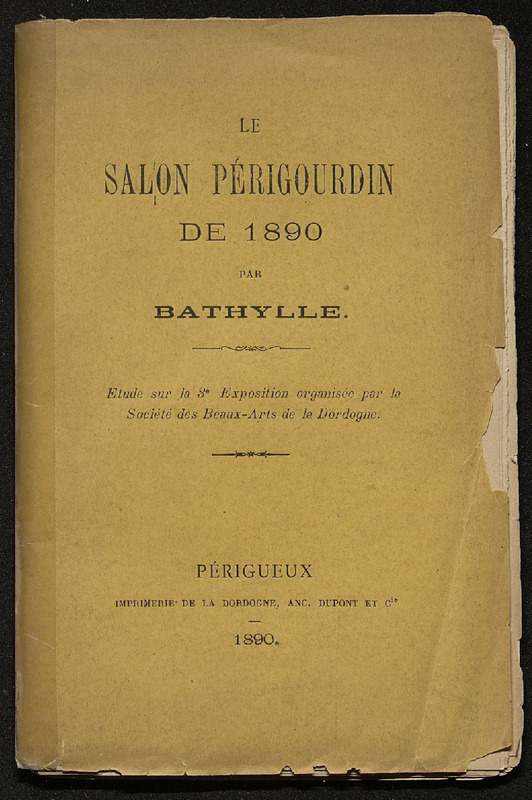 LE
SALON PÉRIGOURDIN
DE 1890
PAR
BATHYLLE.
Etude sur la 3e Exposition organisée par la
Société des Beaux-Arts de la Dordogne.
PÉRIGUEUX
IMPRIMERIE DE LA DORDOGNE, ANC. DUPONT ET Cie
1890.